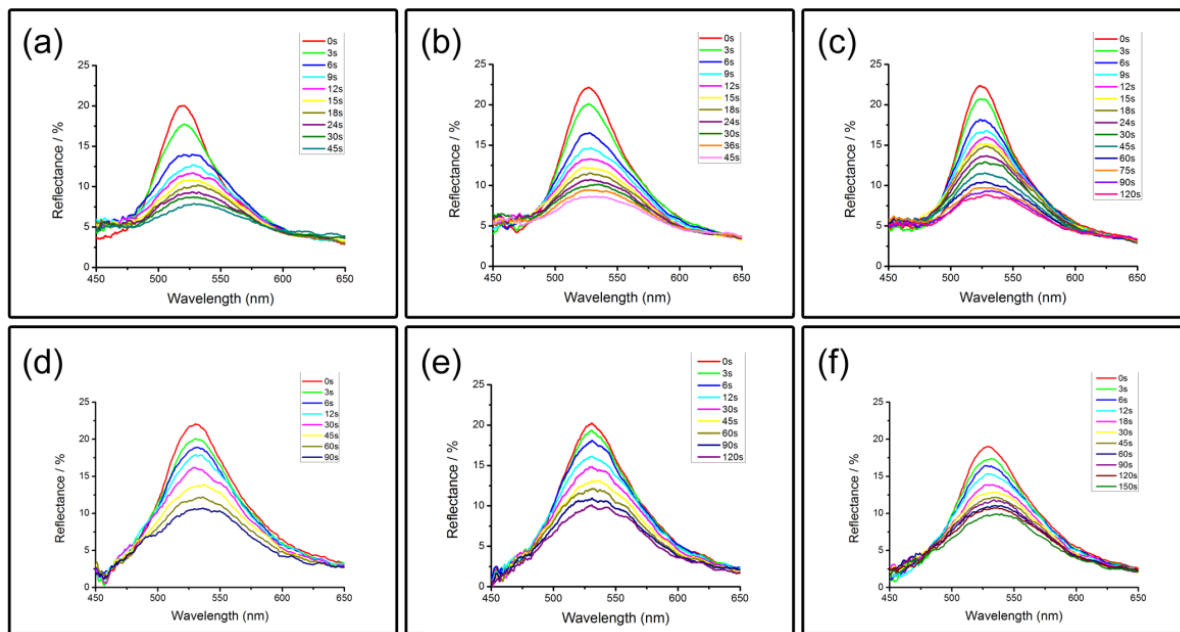 (a)
0s
3s
6s
9s
12s
15s
18s
24s
30s
45s
25
20
15
10
5
0
450 500 550 600 650
Reflectance / %
Wavelength (nm)
(b)
0s
3s
6s
9s
12s
15s
18s
24s
30s
36s
45s
25
20
15
10
5
0
450 500 550 600 650
Reflectance / %
Wavelength (nm)
(c)
0s
3s
6s
9s
12s
15s
18s
24s
30s
45s
60s
75s
90s
120s
25
20
15
10
5
0
450 500 550 600 650
Reflectance / %
Wavelength (nm)
(d)
0s
3s
6s
12s
30s
45s
60s
90s
25
20
15
10
5
0
450 500 550 600 650
Reflectance / %
Wavelength (nm)
(e)
0s
3s
6s
12s
30s
45s
60s
90s
120s
25
20
15
10
5
0
450 500 550 600 650
Reflectance / %
Wavelength (nm)
(f)
0s
3s
6s
12s
18s
30s
45s
60s
90s
120s
150s
25
20
15
10
5
0
450 500 550 600 650
Reflectance / %
Wavelength (nm)